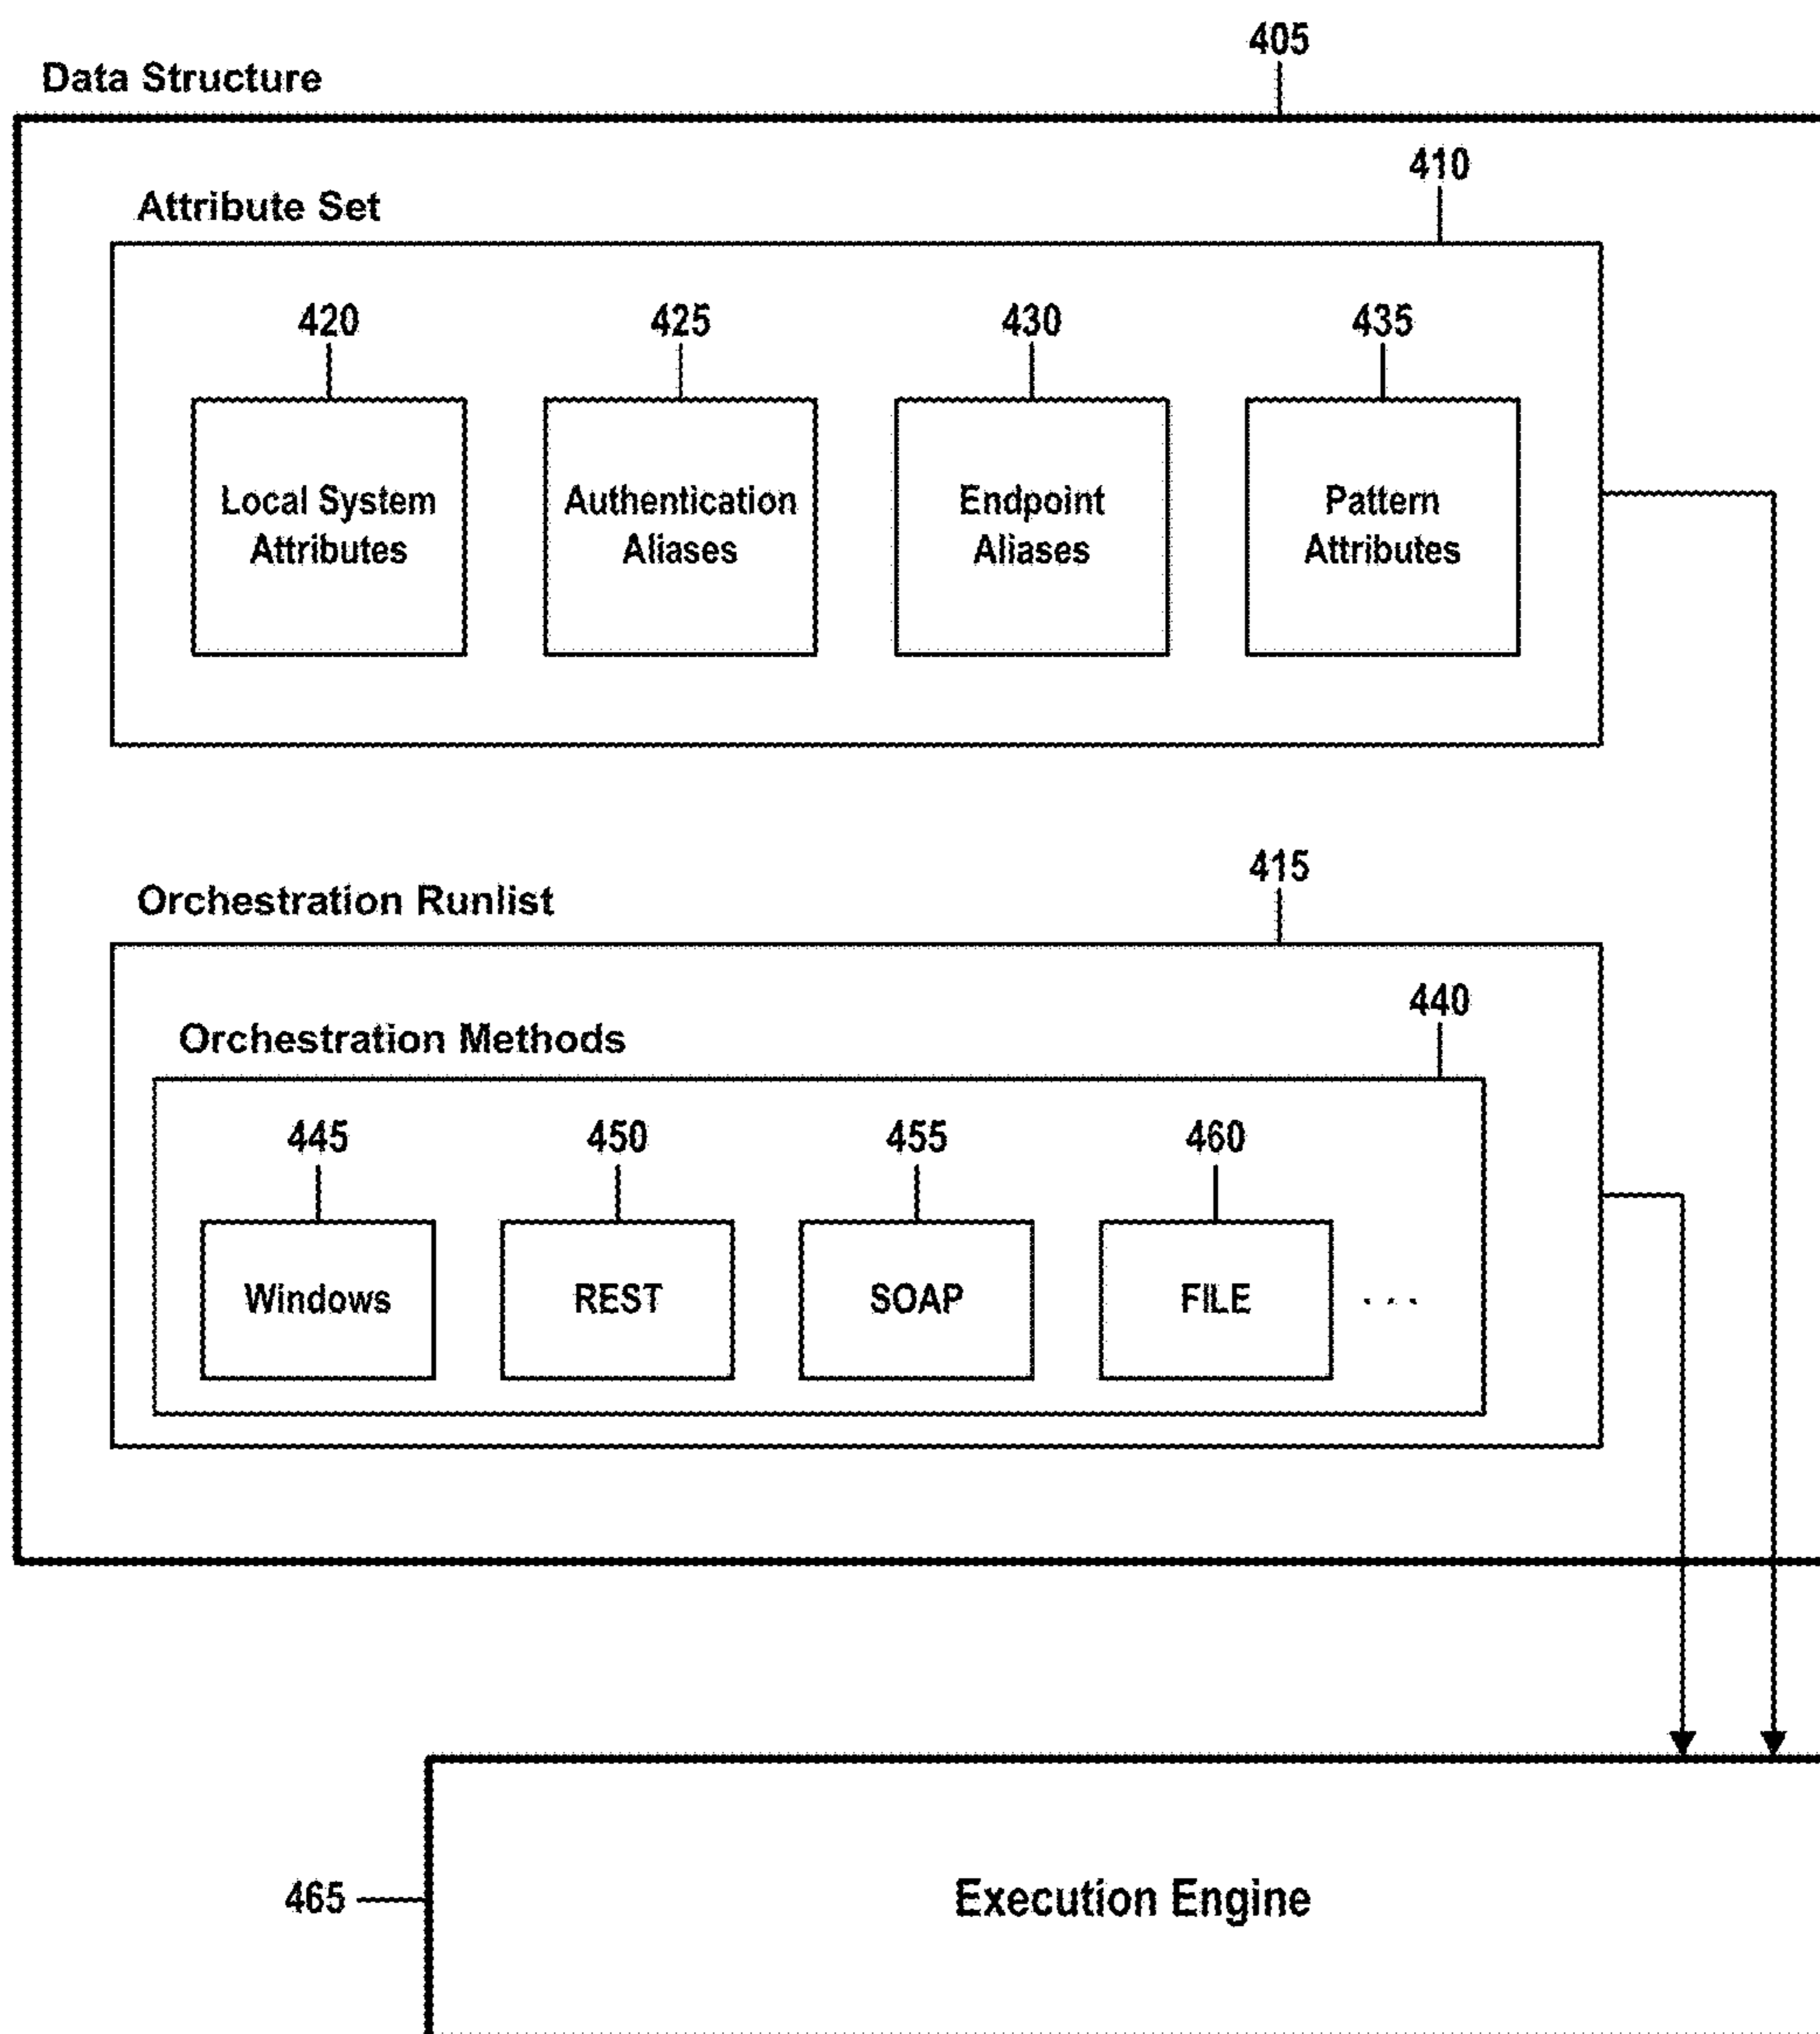 405
Data Structure
410
Attribute Set
420 425 430 435
Local System Attributes
Authentication Aliases
Endpoint Aliases
Pattern Attributes
415
Orchestration Runlist
440
Orchestration Methods
445 450 455 460
Windows REST SOAP FILE . . .
465
Execution Engine